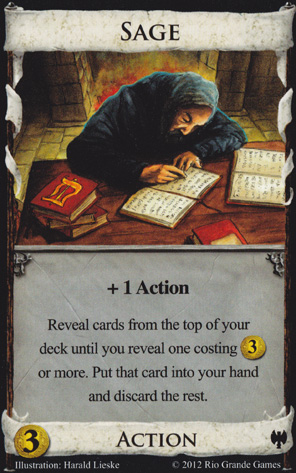 SAGE
+ 1 Action
Reveal cards from the top of your
deck until you reveal one costing 3
or more. Put that card into your hand
and discard the rest.
3 ACTION
Illustration: Harald Lieske © 2012 Rio Grande Games